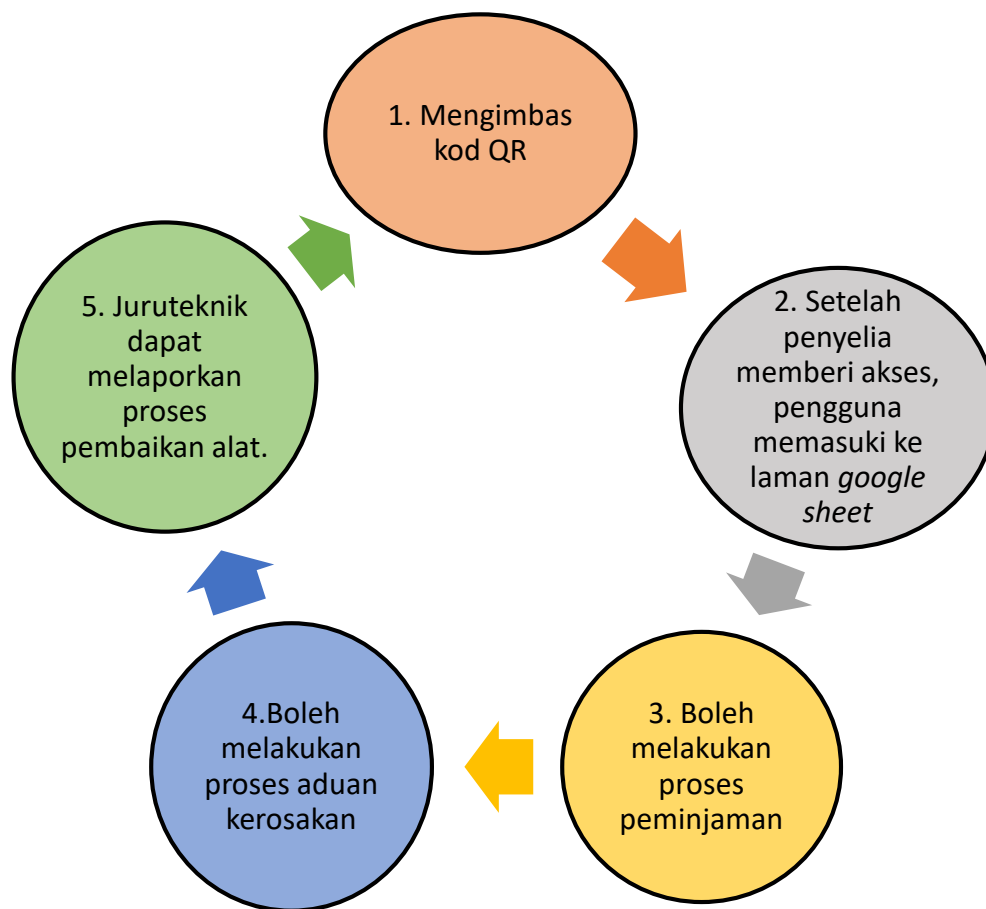 1. Mengimbas
kod QR
2. Setelah
penyelia
memberi akses,
pengguna
memasuki ke
laman google
sheet
3. Boleh
melakukan
proses
peminjaman
4.Boleh
melakukan
proses aduan
kerosakan
5. Juruteknik
dapat
melaporkan
proses
pembaikan alat.